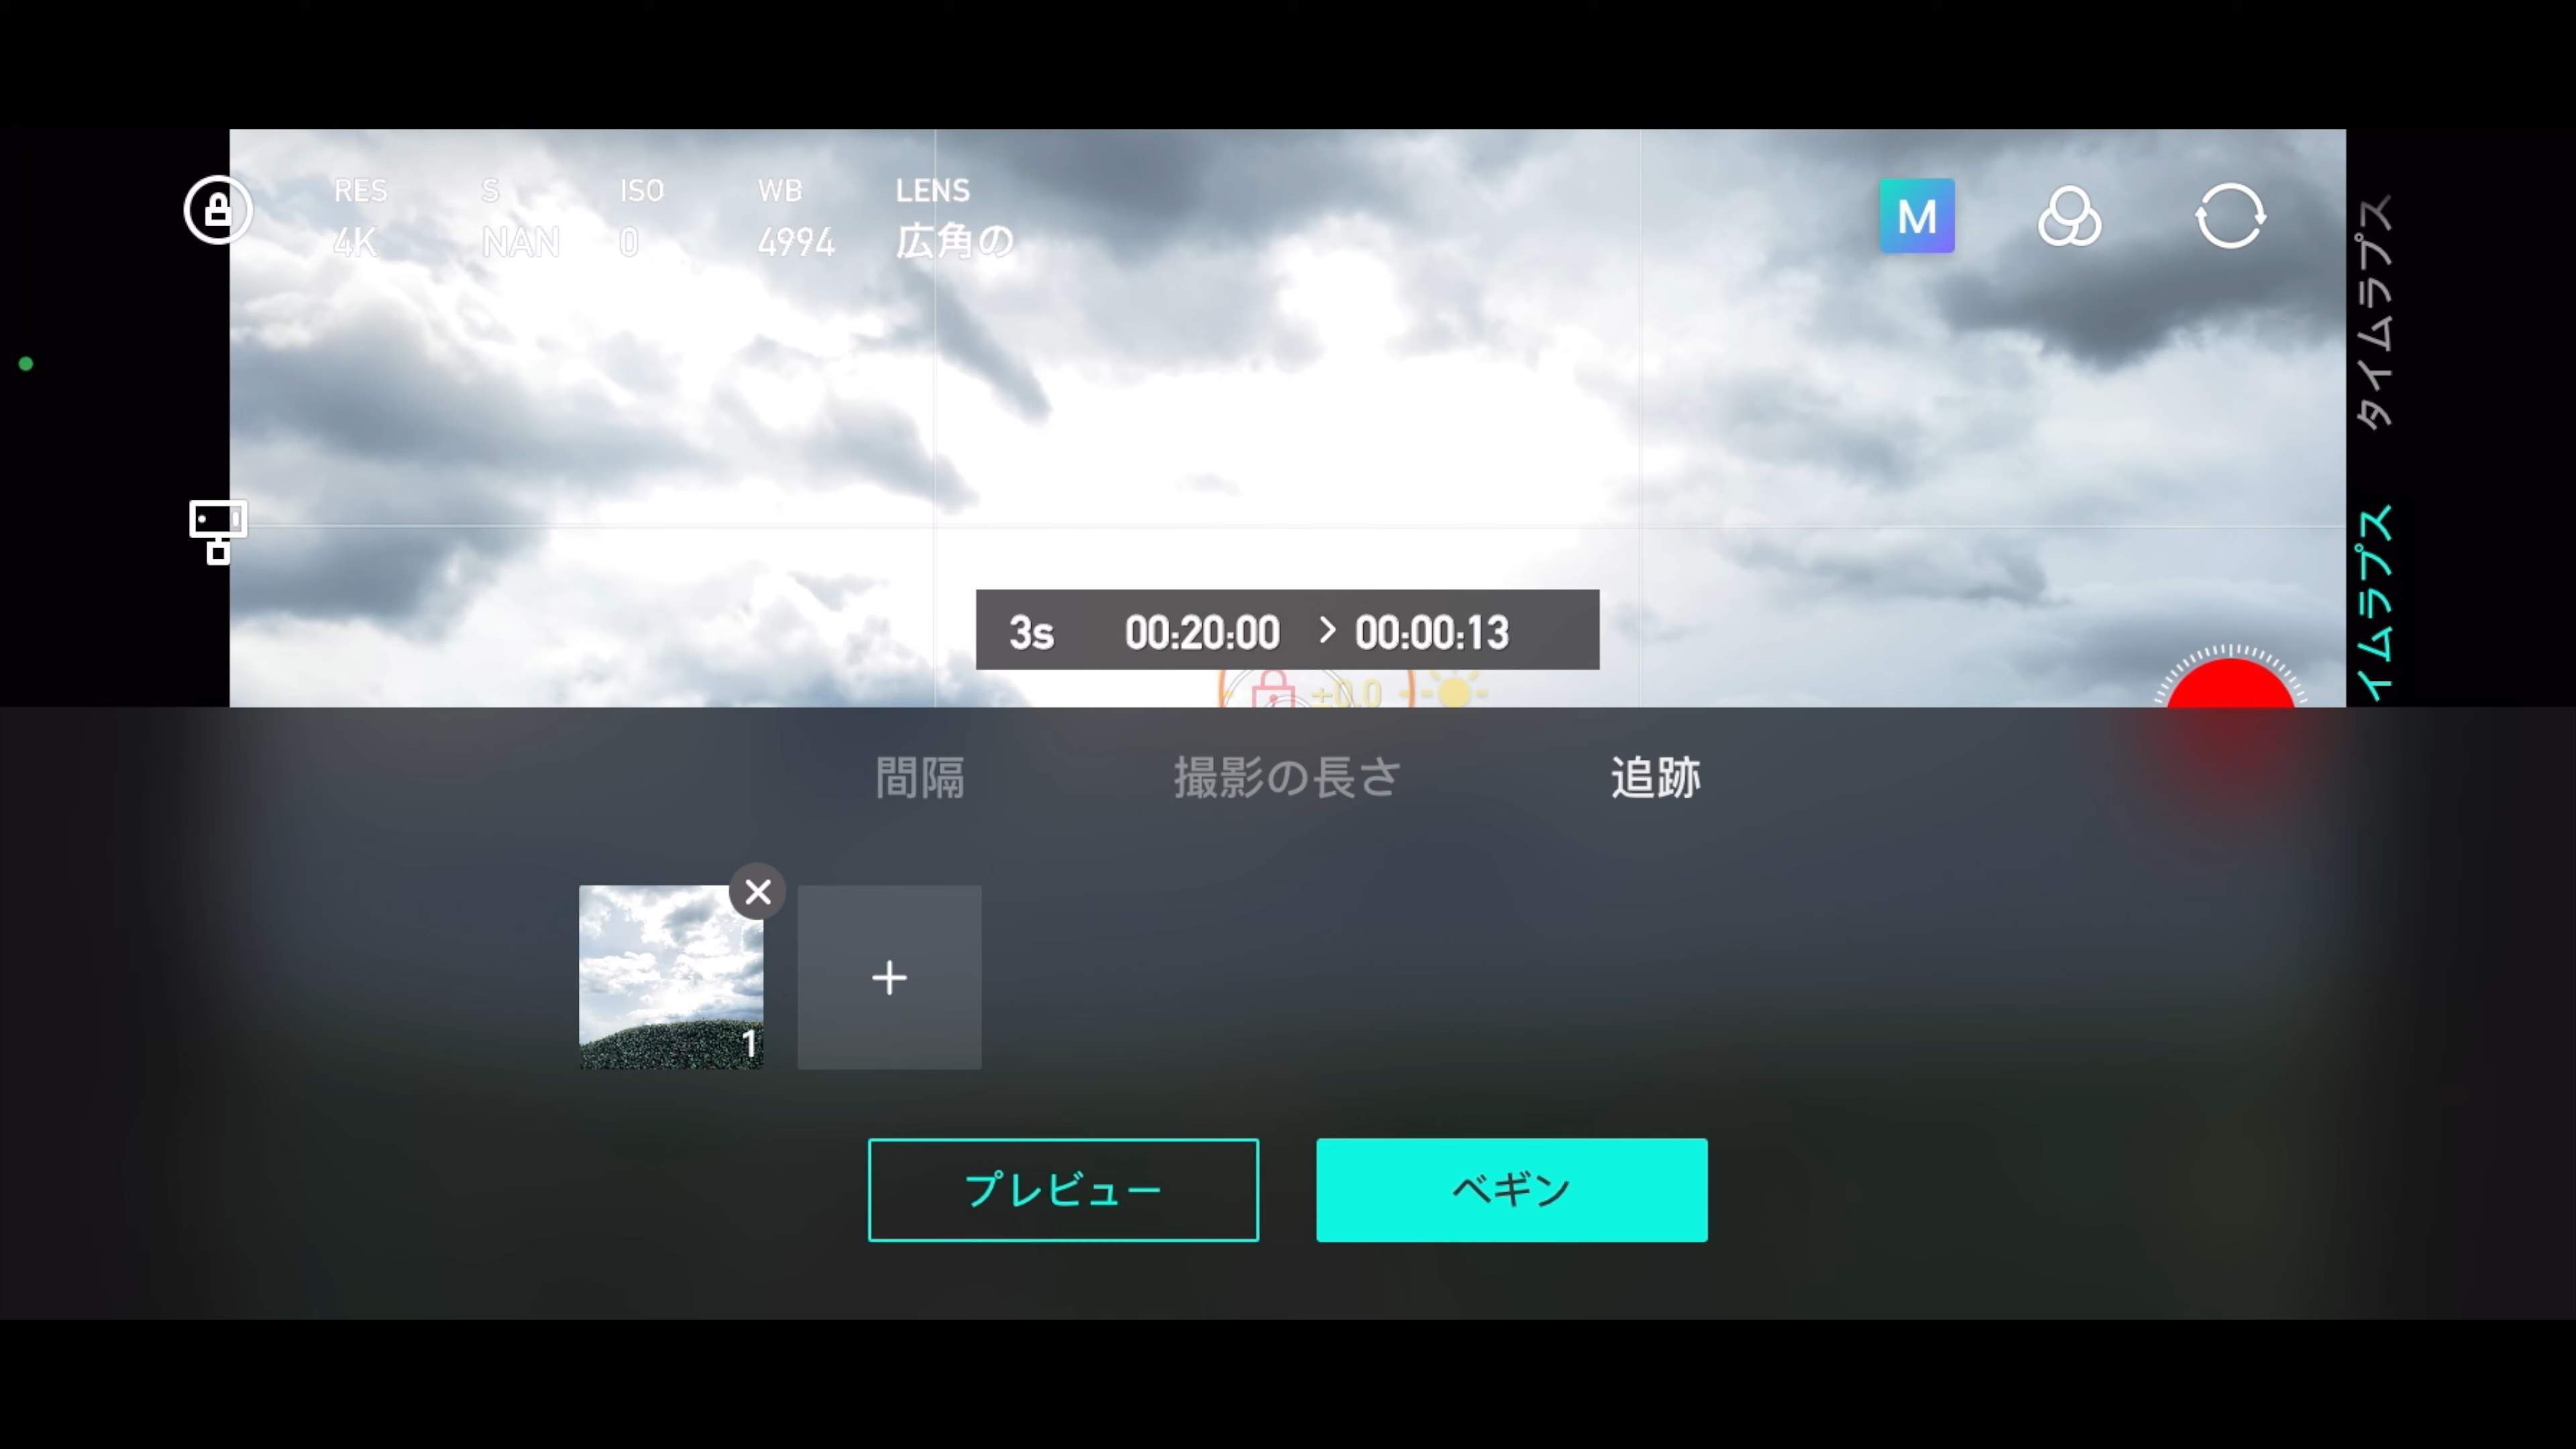 RES S ISO WB LENS
4K NAN 0 4994 広角の
M
タイムラプス
イムラプス
3s 00:20:00 > 00:00:13
±0.0
間隔 撮影の長さ 追跡
1
プレビュー ベギン